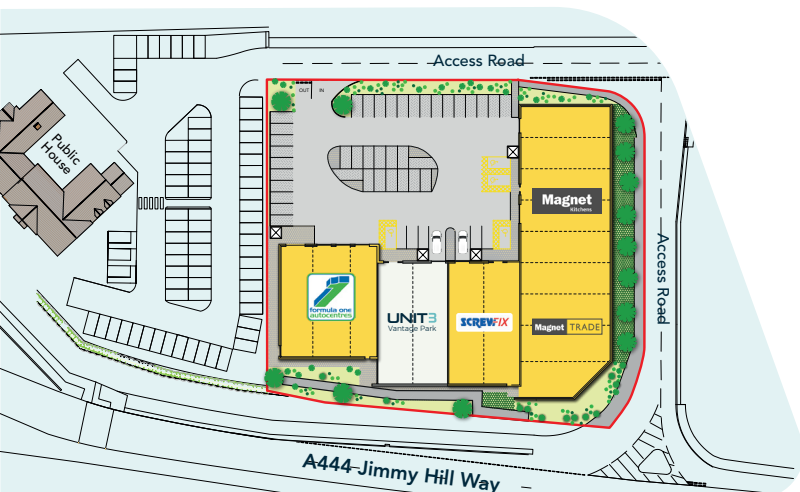 Access Road
OUT IN
Public
House
Magnet
Kitchens
Access Road
formula one
autocentres
UNIT3
Vantage Park
SCREWFIX
Magnet TRADE
A444 Jimmy Hill Way